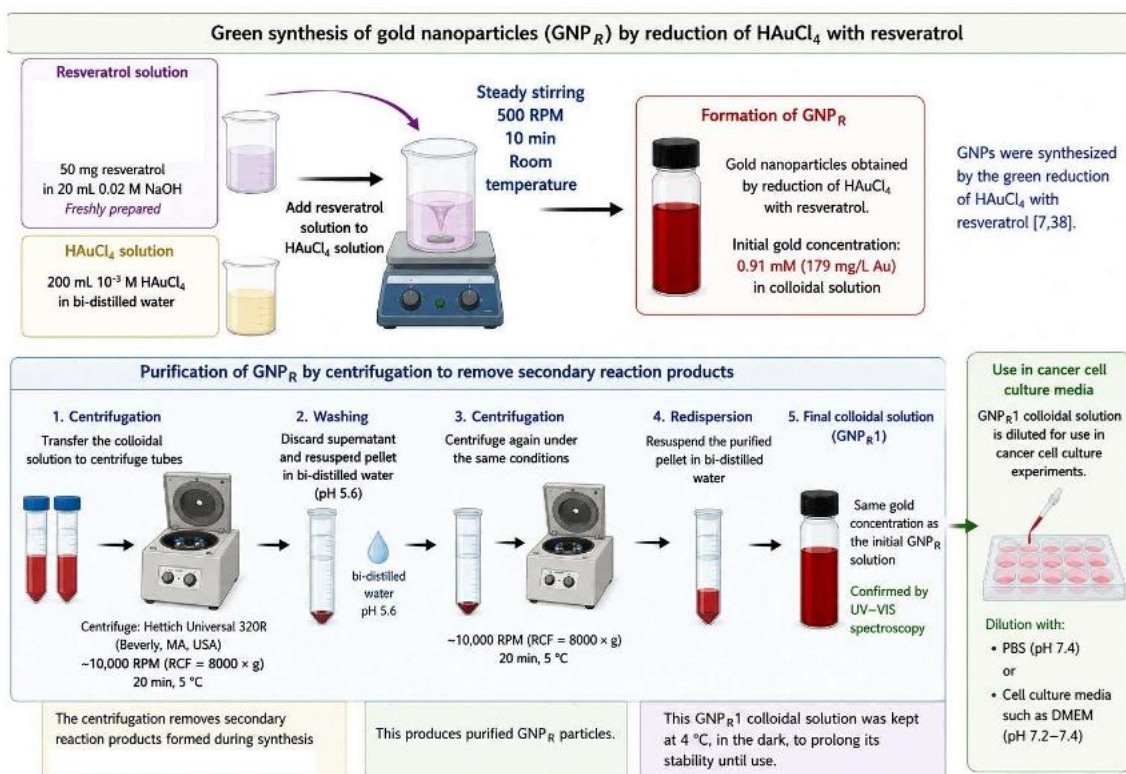 Green synthesis of gold nanoparticles (GNP_R) by reduction of HAuCl₄ with resveratrol
Resveratrol solution
50 mg resveratrol
in 20 mL 0.02 M NaOH
Freshly prepared
HAuCl₄ solution
200 mL 10⁻³ M HAuCl₄
in bi-distilled water
Add resveratrol
solution to
HAuCl₄ solution
Steady stirring
500 RPM
10 min
Room
temperature
Formation of GNP_R
Gold nanoparticles obtained
by reduction of HAuCl₄
with resveratrol.
Initial gold concentration:
0.91 mM (179 mg/L Au)
in colloidal solution
GNPs were synthesized
by the green reduction
of HAuCl₄ with
resveratrol [7,38].
Purification of GNP_R by centrifugation to remove secondary reaction products
1. Centrifugation
Transfer the colloidal
solution to centrifuge tubes
Centrifuge: Hettich Universal 320R
(Beverly, MA, USA)
~10,000 RPM (RCF = 8000 × g)
20 min, 5 °C
2. Washing
Discard supernatant
and resuspend pellet
in bi-distilled water
(pH 5.6)
bi-distilled
water
pH 5.6
3. Centrifugation
Centrifuge again under
the same conditions
~10,000 RPM (RCF = 8000 × g)
20 min, 5 °C
4. Redispersion
Resuspend the purified
pellet in bi-distilled
water
5. Final colloidal solution
(GNP_R1)
Same gold
concentration as
the initial GNP_R
solution
Confirmed by
UV–VIS
spectroscopy
Use in cancer cell
culture media
GNP_R1 colloidal solution
is diluted for use in
cancer cell culture
experiments.
Dilution with:
• PBS (pH 7.4)
or
• Cell culture media
such as DMEM
(pH 7.2–7.4)
The centrifugation removes secondary
reaction products formed during synthesis
This produces purified GNP_R particles.
This GNP_R1 colloidal solution was kept
at 4 °C, in the dark, to prolong its
stability until use.